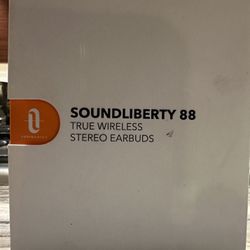 SOUNDLIBERTY 88
TRUE WIRELESS
STEREO EARBUDS